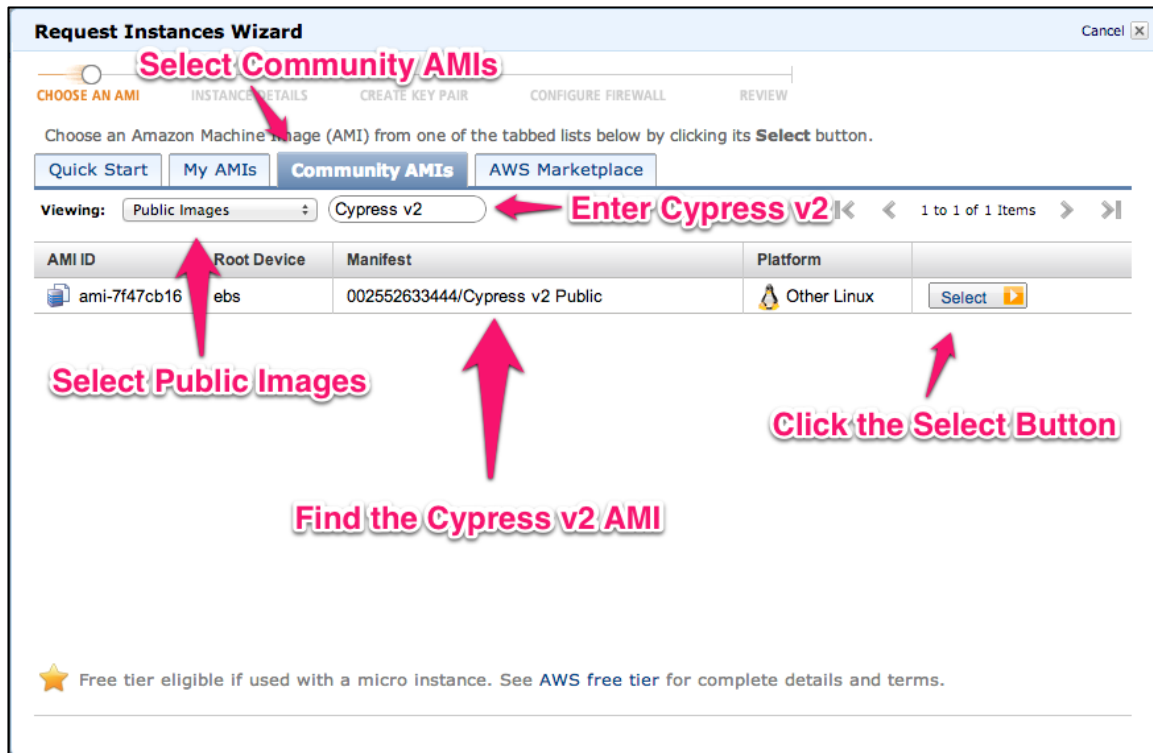 Request Instances Wizard
Cancel
Select Community AMIs
CHOOSE AN AMI INSTANCE DETAILS CREATE KEY PAIR CONFIGURE FIREWALL REVIEW
Choose an Amazon Machine Image (AMI) from one of the tabbed lists below by clicking its Select button.
Quick Start My AMIs Community AMIs AWS Marketplace
Viewing: Public Images Cypress v2 Enter Cypress v2 1 to 1 of 1 Items
AMI ID Root Device Manifest Platform
ami-7f47cb16 ebs 002552633444/Cypress v2 Public Other Linux Select
Select Public Images
Click the Select Button
Find the Cypress v2 AMI
Free tier eligible if used with a micro instance. See AWS free tier for complete details and terms.